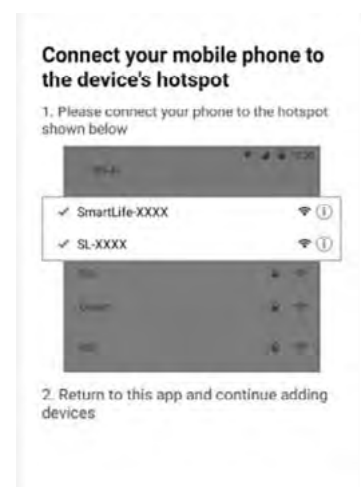 Connect your mobile phone to
the device's hotspot
1. Please connect your phone to the hotspot
shown below
SmartLife-XXXX
SL-XXXX
2. Return to this app and continue adding
devices